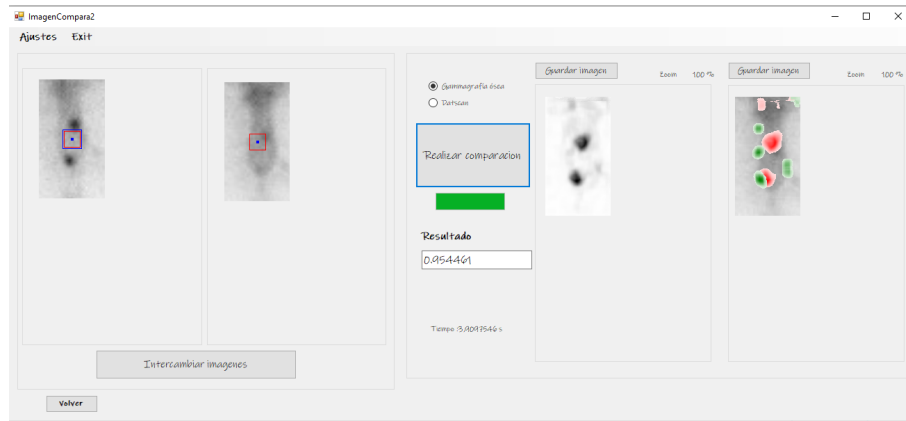 ImagenCompara2
Ajustes Exit
Gammagrafía ósea
Datscan
Realizar comparacion
Resultado
0.954461
Tiempo :3,9097546 s
Guardar imagen
Zoom 100 %
Guardar imagen
Zoom 100 %
Intercambiar imagenes
Volver